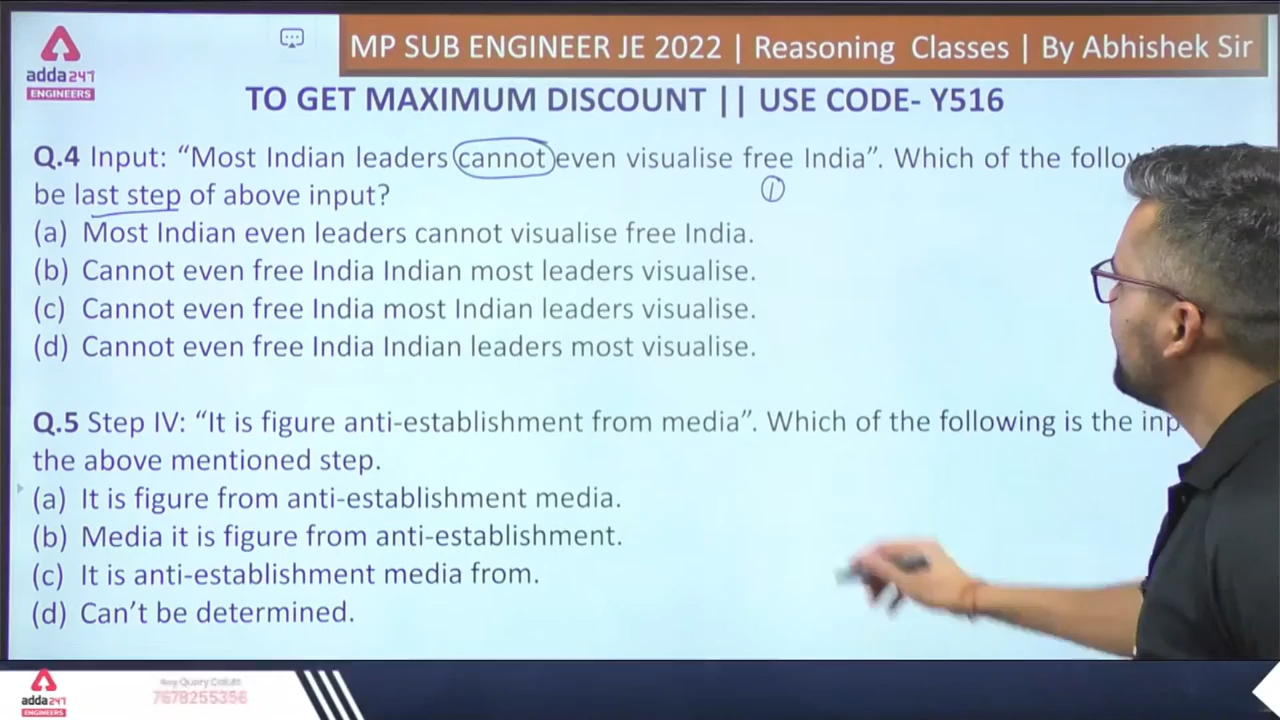 adda247
ENGINEERS
MP SUB ENGINEER JE 2022 | Reasoning Classes | By Abhishek Sir
TO GET MAXIMUM DISCOUNT || USE CODE- Y516
Q.4 Input: “Most Indian leaders cannot even visualise free India”. Which of the
be last step of above input?
①
(a) Most Indian even leaders cannot visualise free India.
(b) Cannot even free India Indian most leaders visualise.
(c) Cannot even free India most Indian leaders visualise.
(d) Cannot even free India Indian leaders most visualise.
Q.5 Step IV: “It is figure anti-establishment from media”. Which of the following is the
the above mentioned step.
(a) It is figure from anti-establishment media.
(b) Media it is figure from anti-establishment.
(c) It is anti-establishment media from.
(d) Can’t be determined.
adda247
ENGINEERS
7678255356